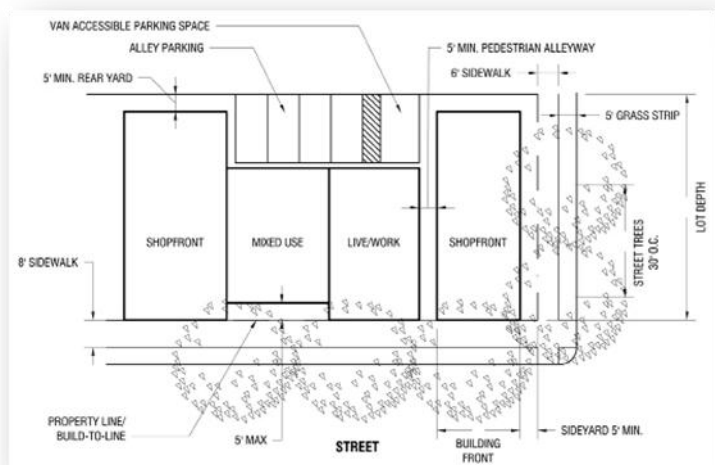 VAN ACCESSIBLE PARKING SPACE
ALLEY PARKING
5' MIN. PEDESTRIAN ALLEYWAY
6' SIDEWALK
5' MIN. REAR YARD
5' GRASS STRIP
SHOPFRONT
MIXED USE
LIVE/WORK
SHOPFRONT
LOT DEPTH
STREET TREES
30' O.C.
8' SIDEWALK
PROPERTY LINE/
BUILD-TO-LINE
5' MAX
STREET
BUILDING
FRONT
SIDEYARD 5' MIN.